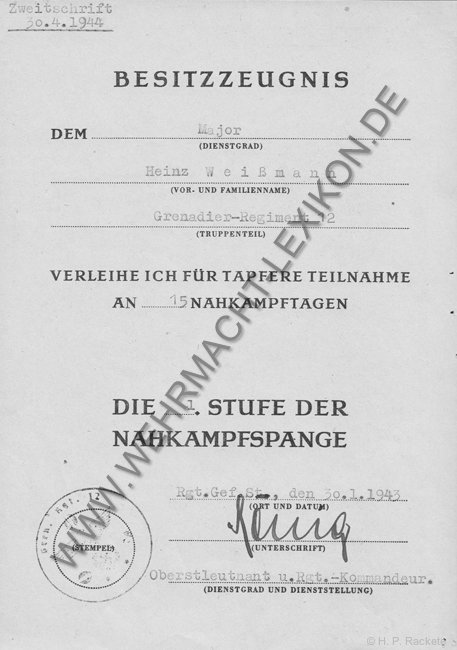 Zweitschrift
30.4.1944
BESITZZEUGNIS
DEM Major
(DIENSTGRAD)
Heinz Weißmann
(VOR- UND FAMILIENNAME)
Grenadier-Regiment 12
(TRUPPENTEIL)
VERLEIHE ICH FÜR TAPFERE TEILNAHME
AN 15 NAHKAMPFTAGEN
DIE 1. STUFE DER
NAHKAMPFSPANGE
Rgt.Gef.St., den 30.1.1943
(ORT UND DATUM)
(STEMPEL)
(UNTERSCHRIFT)
Oberstleutnant u.Rgt.-Kommandeur.
(DIENSTGRAD UND DIENSTSTELLUNG)
WWW.WEHRMACHT-LEXIKON.DE
© H. P. Rackete